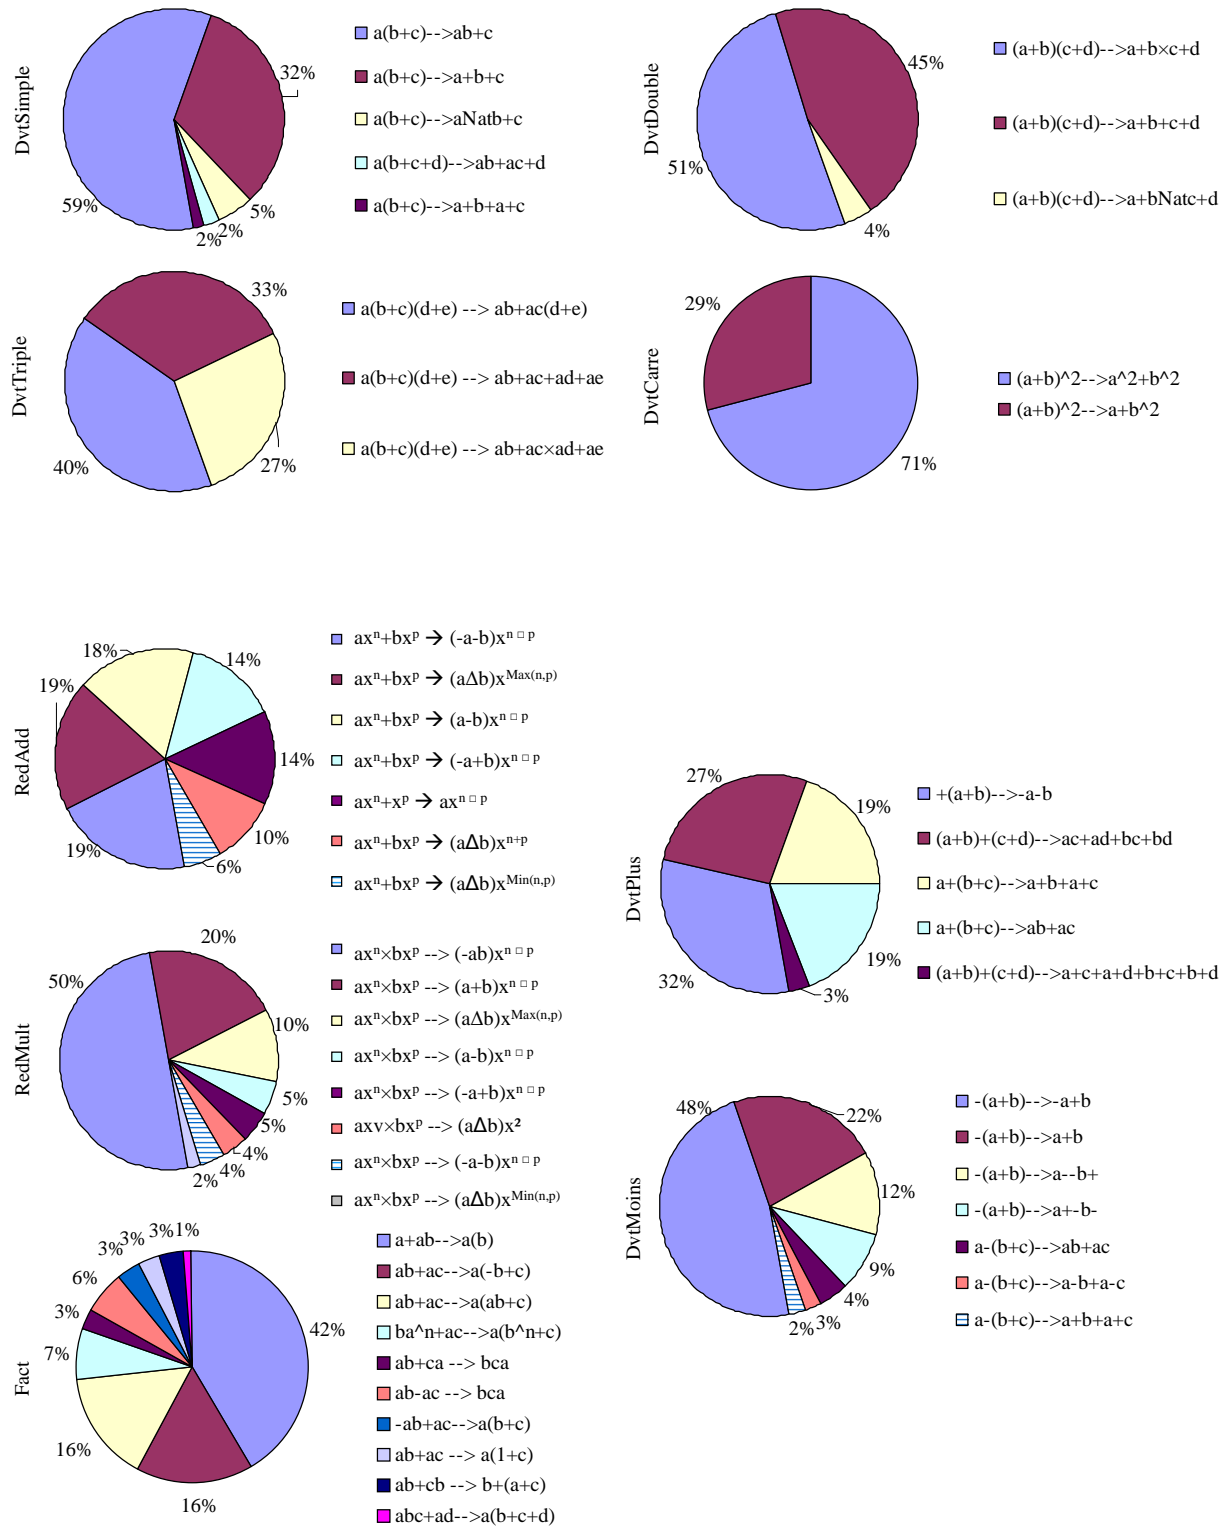 DvtSimple
32%
5%
2%
2%
59%
a(b+c)-->ab+c
a(b+c)-->a+b+c
a(b+c)-->aNatb+c
a(b+c+d)-->ab+ac+d
a(b+c)-->a+b+a+c
DvtDouble
45%
51%
4%
(a+b)(c+d)-->a+b×c+d
(a+b)(c+d)-->a+b+c+d
(a+b)(c+d)-->a+bNatc+d
DvtTriple
33%
40%
27%
a(b+c)(d+e) --> ab+ac(d+e)
a(b+c)(d+e) --> ab+ac+ad+ae
a(b+c)(d+e) --> ab+ac×ad+ae
DvtCarre
29%
71%
(a+b)^2-->a^2+b^2
(a+b)^2-->a+b^2
RedAdd
18%
14%
19%
14%
10%
19%
6%
axⁿ+bxᵖ → (-a-b)xⁿ □ ᵖ
axⁿ+bxᵖ → (aΔb)x^Max(n,p)
axⁿ+bxᵖ → (a-b)xⁿ □ ᵖ
axⁿ+bxᵖ → (-a+b)xⁿ □ ᵖ
axⁿ+xᵖ → axⁿ □ ᵖ
axⁿ+bxᵖ → (aΔb)xⁿ⁺ᵖ
axⁿ+bxᵖ → (aΔb)x^Min(n,p)
DvtPlus
27%
19%
19%
32%
3%
+(a+b)-->-a-b
(a+b)+(c+d)-->ac+ad+bc+bd
a+(b+c)-->a+b+a+c
a+(b+c)-->ab+ac
(a+b)+(c+d)-->a+c+a+d+b+c+b+d
RedMult
20%
50%
10%
5%
5%
4%
4%
2%
axⁿ×bxᵖ --> (-ab)xⁿ □ ᵖ
axⁿ×bxᵖ --> (a+b)xⁿ □ ᵖ
axⁿ×bxᵖ --> (aΔb)x^Max(n,p)
axⁿ×bxᵖ --> (a-b)xⁿ □ ᵖ
axⁿ×bxᵖ --> (-a+b)xⁿ □ ᵖ
axv×bxᵖ --> (aΔb)x²
axⁿ×bxᵖ --> (-a-b)xⁿ □ ᵖ
axⁿ×bxᵖ --> (aΔb)x^Min(n,p)
DvtMoins
48%
22%
12%
9%
4%
3%
2%
-(a+b)-->-a+b
-(a+b)-->a+b
-(a+b)-->a--b+
-(a+b)-->a+-b-
a-(b+c)-->ab+ac
a-(b+c)-->a-b+a-c
a-(b+c)-->a+b+a+c
Fact
3%
3%
3%
1%
6%
3%
42%
7%
16%
16%
a+ab-->a(b)
ab+ac-->a(-b+c)
ab+ac-->a(ab+c)
ba^n+ac-->a(b^n+c)
ab+ca --> bca
ab-ac --> bca
-ab+ac-->a(b+c)
ab+ac --> a(1+c)
ab+cb --> b+(a+c)
abc+ad-->a(b+c+d)